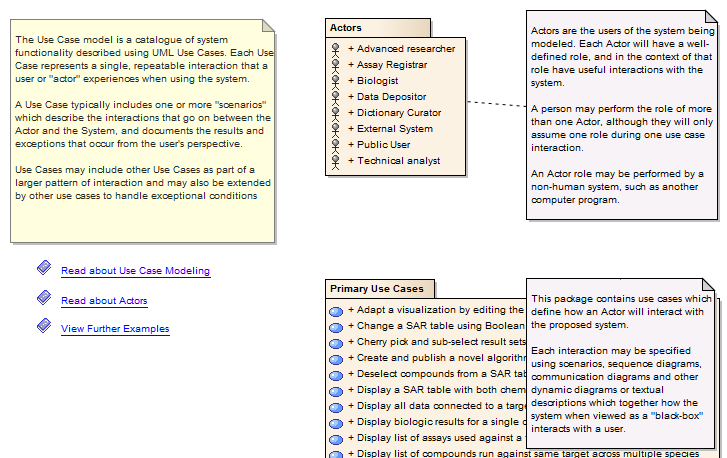 The Use Case model is a catalogue of system
functionality described using UML Use Cases. Each Use
Case represents a single, repeatable interaction that a
user or "actor" experiences when using the system.
A Use Case typically includes one or more "scenarios"
which describe the interactions that go on between the
Actor and the System, and documents the results and
exceptions that occur from the user's perspective.
Use Cases may include other Use Cases as part of a
larger pattern of interaction and may also be extended
by other use cases to handle exceptional conditions
Read about Use Case Modeling
Read about Actors
View Further Examples
Actors
+ Advanced researcher
+ Assay Registrar
+ Biologist
+ Data Depositor
+ Dictionary Curator
+ External System
+ Public User
+ Technical analyst
Actors are the users of the system being
modeled. Each Actor will have a well-
defined role, and in the context of that
role have useful interactions with the
system.
A person may perform the role of more
than one Actor, although they will only
assume one role during one use case
interaction.
An Actor role may be performed by a
non-human system, such as another
computer program.
Primary Use Cases
+ Adapt a visualization by editing the
+ Change a SAR table using Boolean
+ Cherry pick and sub-select result sets
+ Create and publish a novel algorithm
+ Deselect compounds from a SAR
+ Display a SAR table with both
+ Display all data connected to a
+ Display biologic results for a single
+ Display list of assays used against a
+ Display list of compounds run against same target across multiple species
This package contains use cases which
define how an Actor will interact with
the proposed system.
Each interaction may be specified
using scenarios, sequence diagrams,
communication diagrams and other
dynamic diagrams or textual
descriptions which together how the
system when viewed as a "black-box"
interacts with a user.